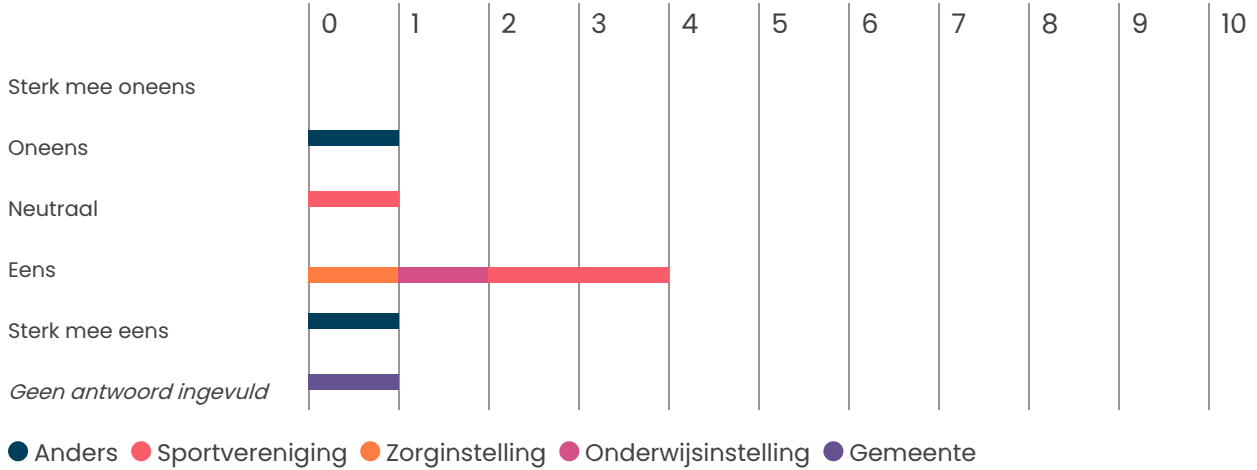 0 1 2 3 4 5 6 7 8 9 10
Sterk mee oneens
Oneens
Neutraal
Eens
Sterk mee eens
Geen antwoord ingevuld
Anders Sportvereniging Zorginstelling Onderwijsinstelling Gemeente